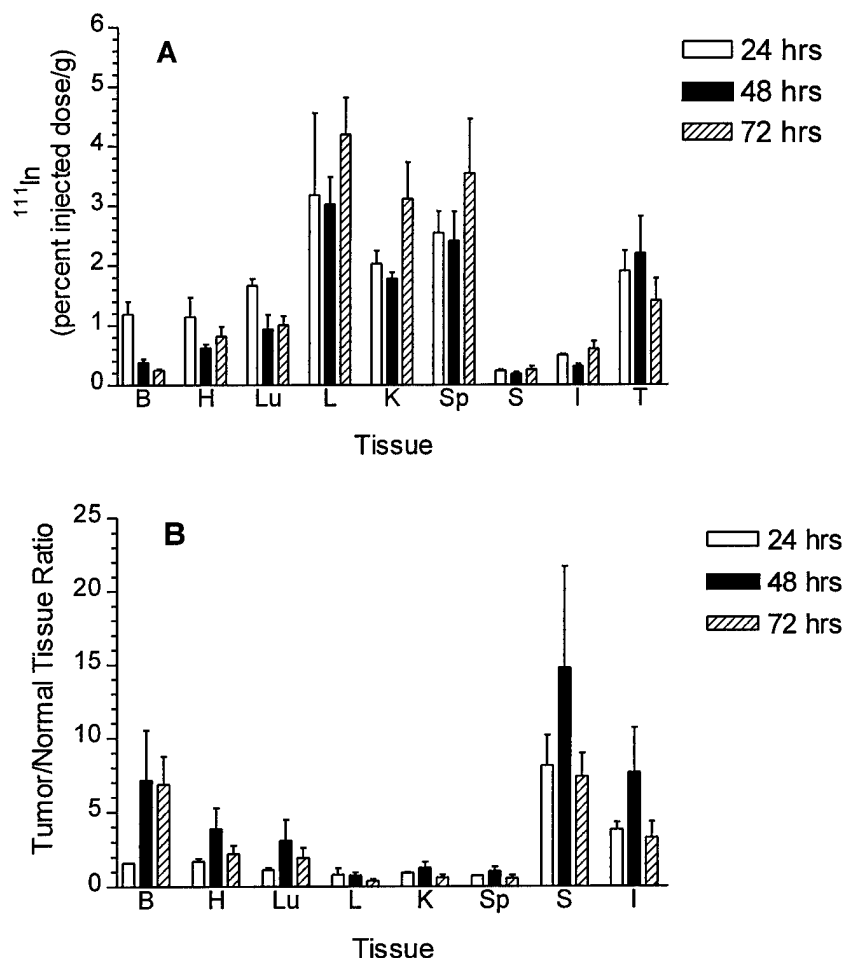 A
24 hrs
48 hrs
72 hrs
6
5
4
3
2
1
0
111In
(percent injected dose/g)
B H Lu L K Sp S I T
Tissue
B
24 hrs
48 hrs
72 hrs
25
20
15
10
5
0
Tumor/Normal Tissue Ratio
B H Lu L K Sp S I
Tissue